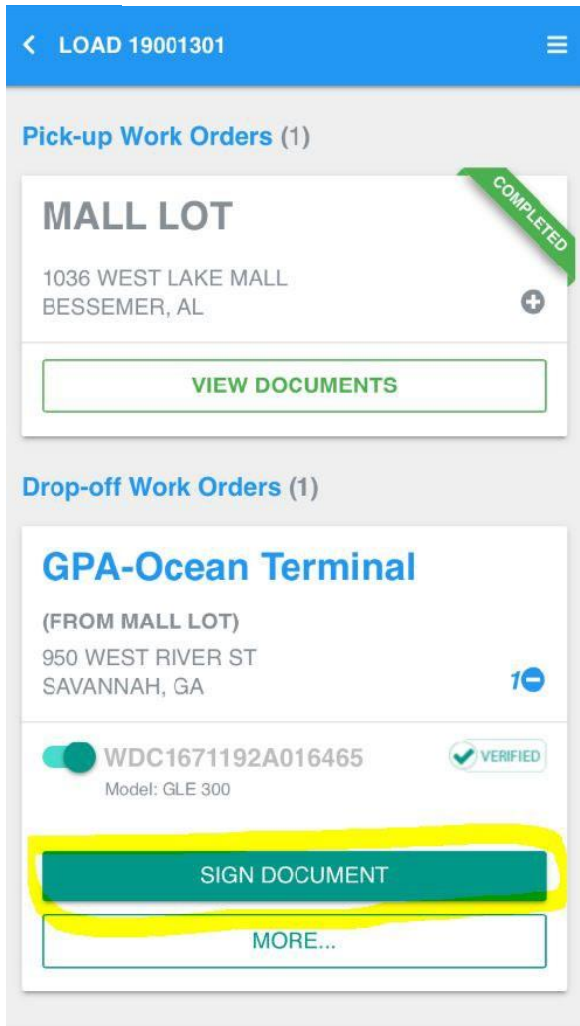 LOAD 19001301
Pick-up Work Orders (1)
COMPLETED
MALL LOT
1036 WEST LAKE MALL
BESSEMER, AL
VIEW DOCUMENTS
Drop-off Work Orders (1)
GPA-Ocean Terminal
(FROM MALL LOT)
950 WEST RIVER ST
SAVANNAH, GA
1
WDC1671192A016465
VERIFIED
Model: GLE 300
SIGN DOCUMENT
MORE...